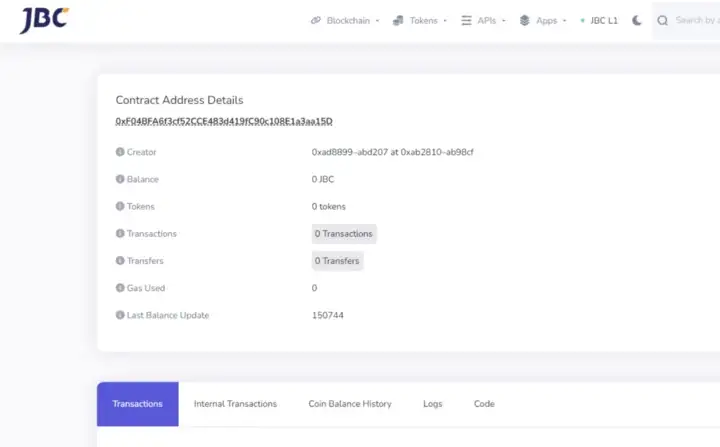 JBC
Blockchain Tokens APIs Apps JBC L1 Search by
Contract Address Details
0xF04BFA6f3cf52CCE483d419fC90c108E1a3aa15D
Creator 0xad8899-abd207 at 0xab2810-ab98cf
Balance 0 JBC
Tokens 0 tokens
Transactions 0 Transactions
Transfers 0 Transfers
Gas Used 0
Last Balance Update 150744
Transactions Internal Transactions Coin Balance History Logs Code